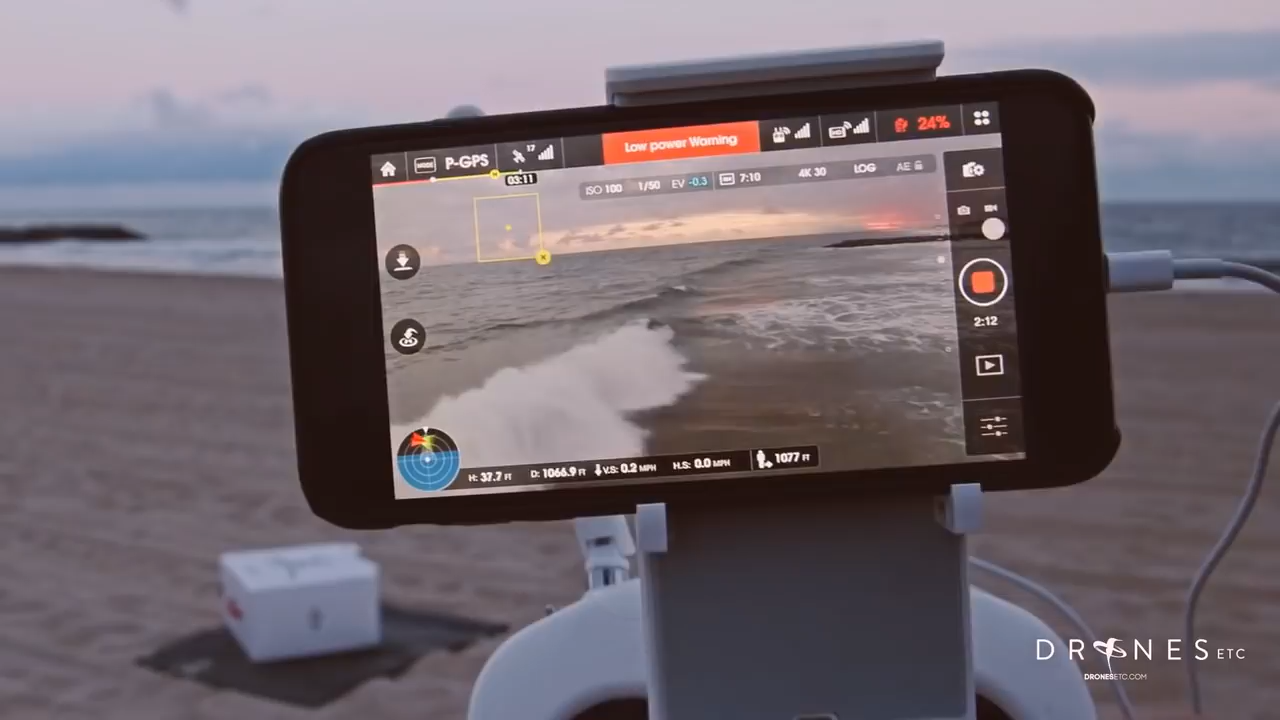 MODE P-GPS 17 Low power Warning HD 24%
03:11
ISO 100 1/50 EV -0.3 7:10 4K 30 LOG AE
2:12
H: 37.7 FT D: 1066.9 FT V.S: 0.2 MPH H.S: 0.0 MPH 1077 FT
DRONES ETC
DRONESETC.COM